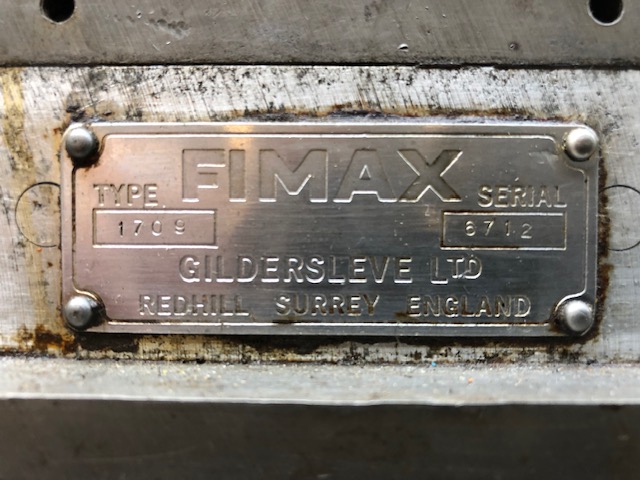 FIMAX
TYPE SERIAL
1709 6712
GILDERSLEVE LTD
REDHILL SURREY ENGLAND